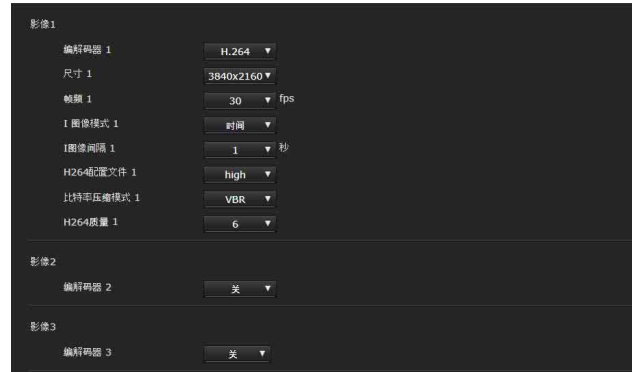 影像1
编解码器 1 H.264
尺寸 1 3840x2160
帧频 1 30 fps
I 图像模式 1 时间
I图像间隔 1 1 秒
H264配置文件 1 high
比特率压缩模式 1 VBR
H264质量 1 6
影像2
编解码器 2 关
影像3
编解码器 3 关